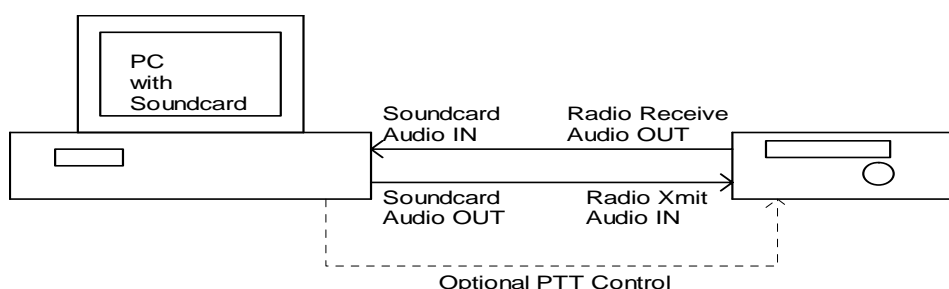 PC
with
Soundcard
Soundcard
Audio IN
Radio Receive
Audio OUT
Soundcard
Audio OUT
Radio Xmit
Audio IN
Optional PTT Control